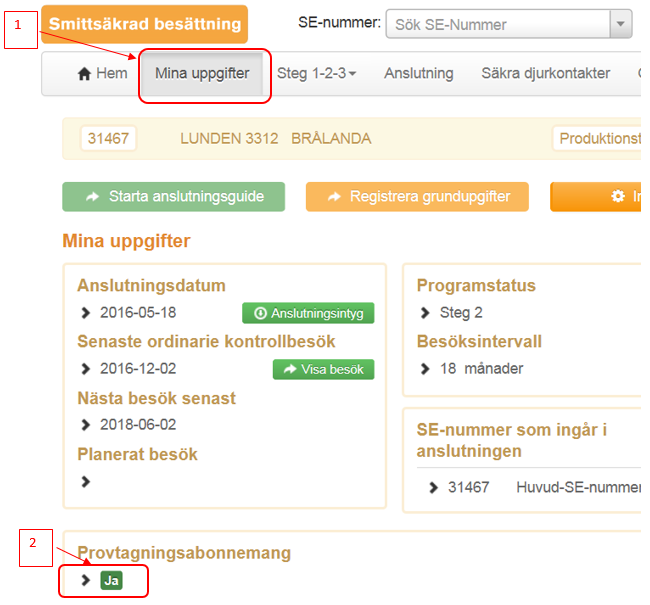 1
Smittsäkrad besättning
SE-nummer: Sök SE-Nummer
Hem Mina uppgifter Steg 1-2-3 Anslutning Säkra djurkontakter
31467 LUNDEN 3312 BRÅLANDA Produktionst
Starta anslutningsguide Registrera grundupgifter In
Mina uppgifter
Anslutningsdatum
2016-05-18 Anslutningsintyg
Senaste ordinarie kontrollbesök
2016-12-02 Visa besök
Nästa besök senast
2018-06-02
Planerat besök
Programstatus
Steg 2
Besöksintervall
18 månader
SE-nummer som ingår i
anslutningen
31467 Huvud-SE-nummer
2
Provtagningsabonnemang
Ja